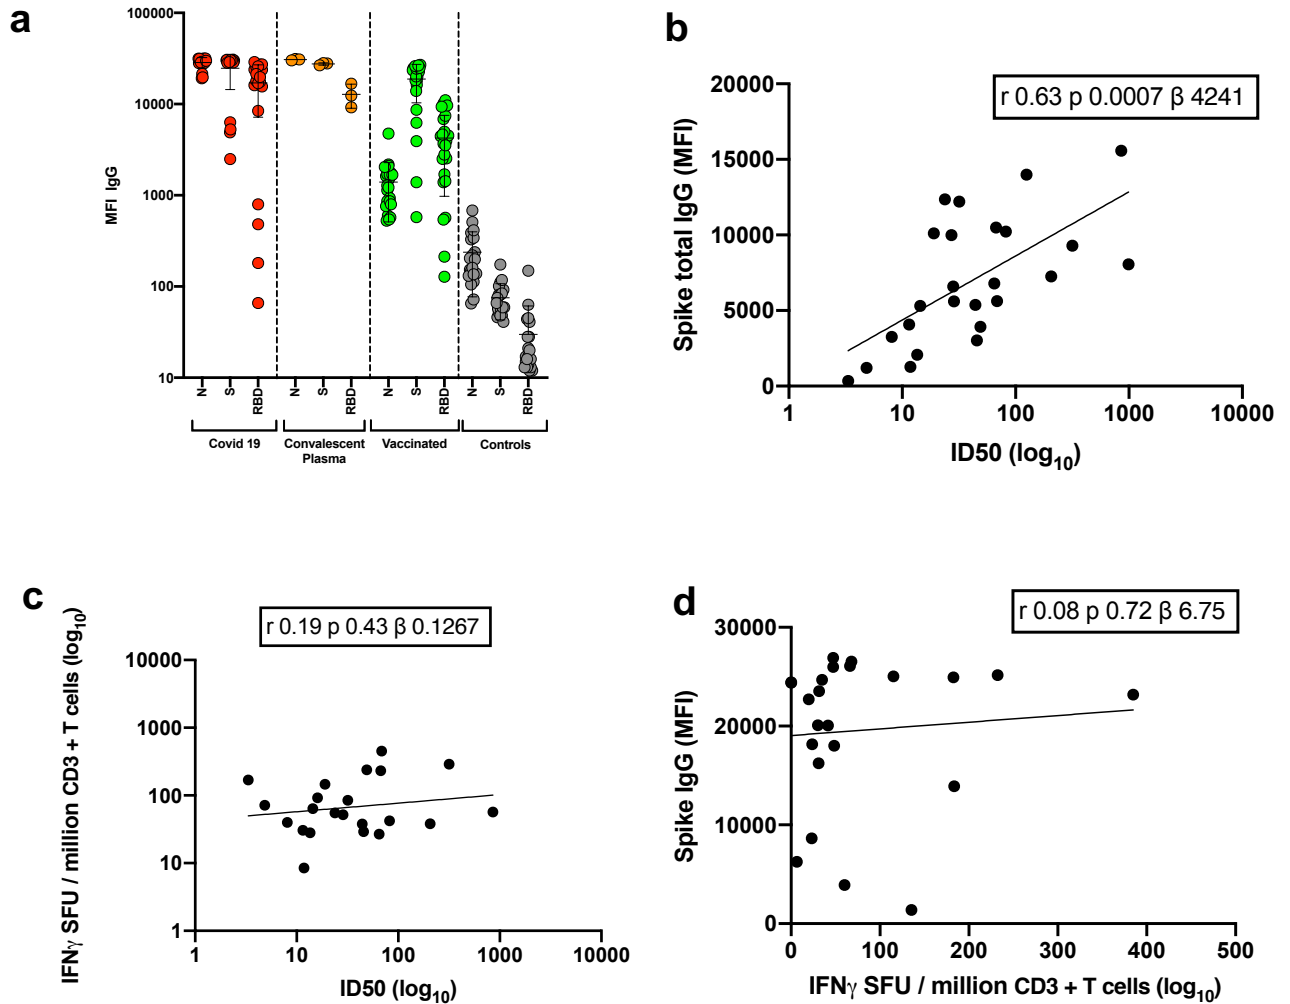 a
100000
10000
1000
100
10
MFI IgG
N
S
RBD
N
S
RBD
N
S
RBD
N
S
RBD
Covid 19
Convalescent
Plasma
Vaccinated
Controls
b
r 0.63 p 0.0007 β 4241
20000
15000
10000
5000
0
Spike total IgG (MFI)
1
10
100
1000
10000
ID50 (log10)
c
r 0.19 p 0.43 β 0.1267
10000
1000
100
10
1
IFNγ SFU / million CD3 + T cells (log10)
1
10
100
1000
10000
ID50 (log10)
d
r 0.08 p 0.72 β 6.75
30000
20000
10000
0
Spike IgG (MFI)
0
100
200
300
400
500
IFNγ SFU / million CD3 + T cells (log10)